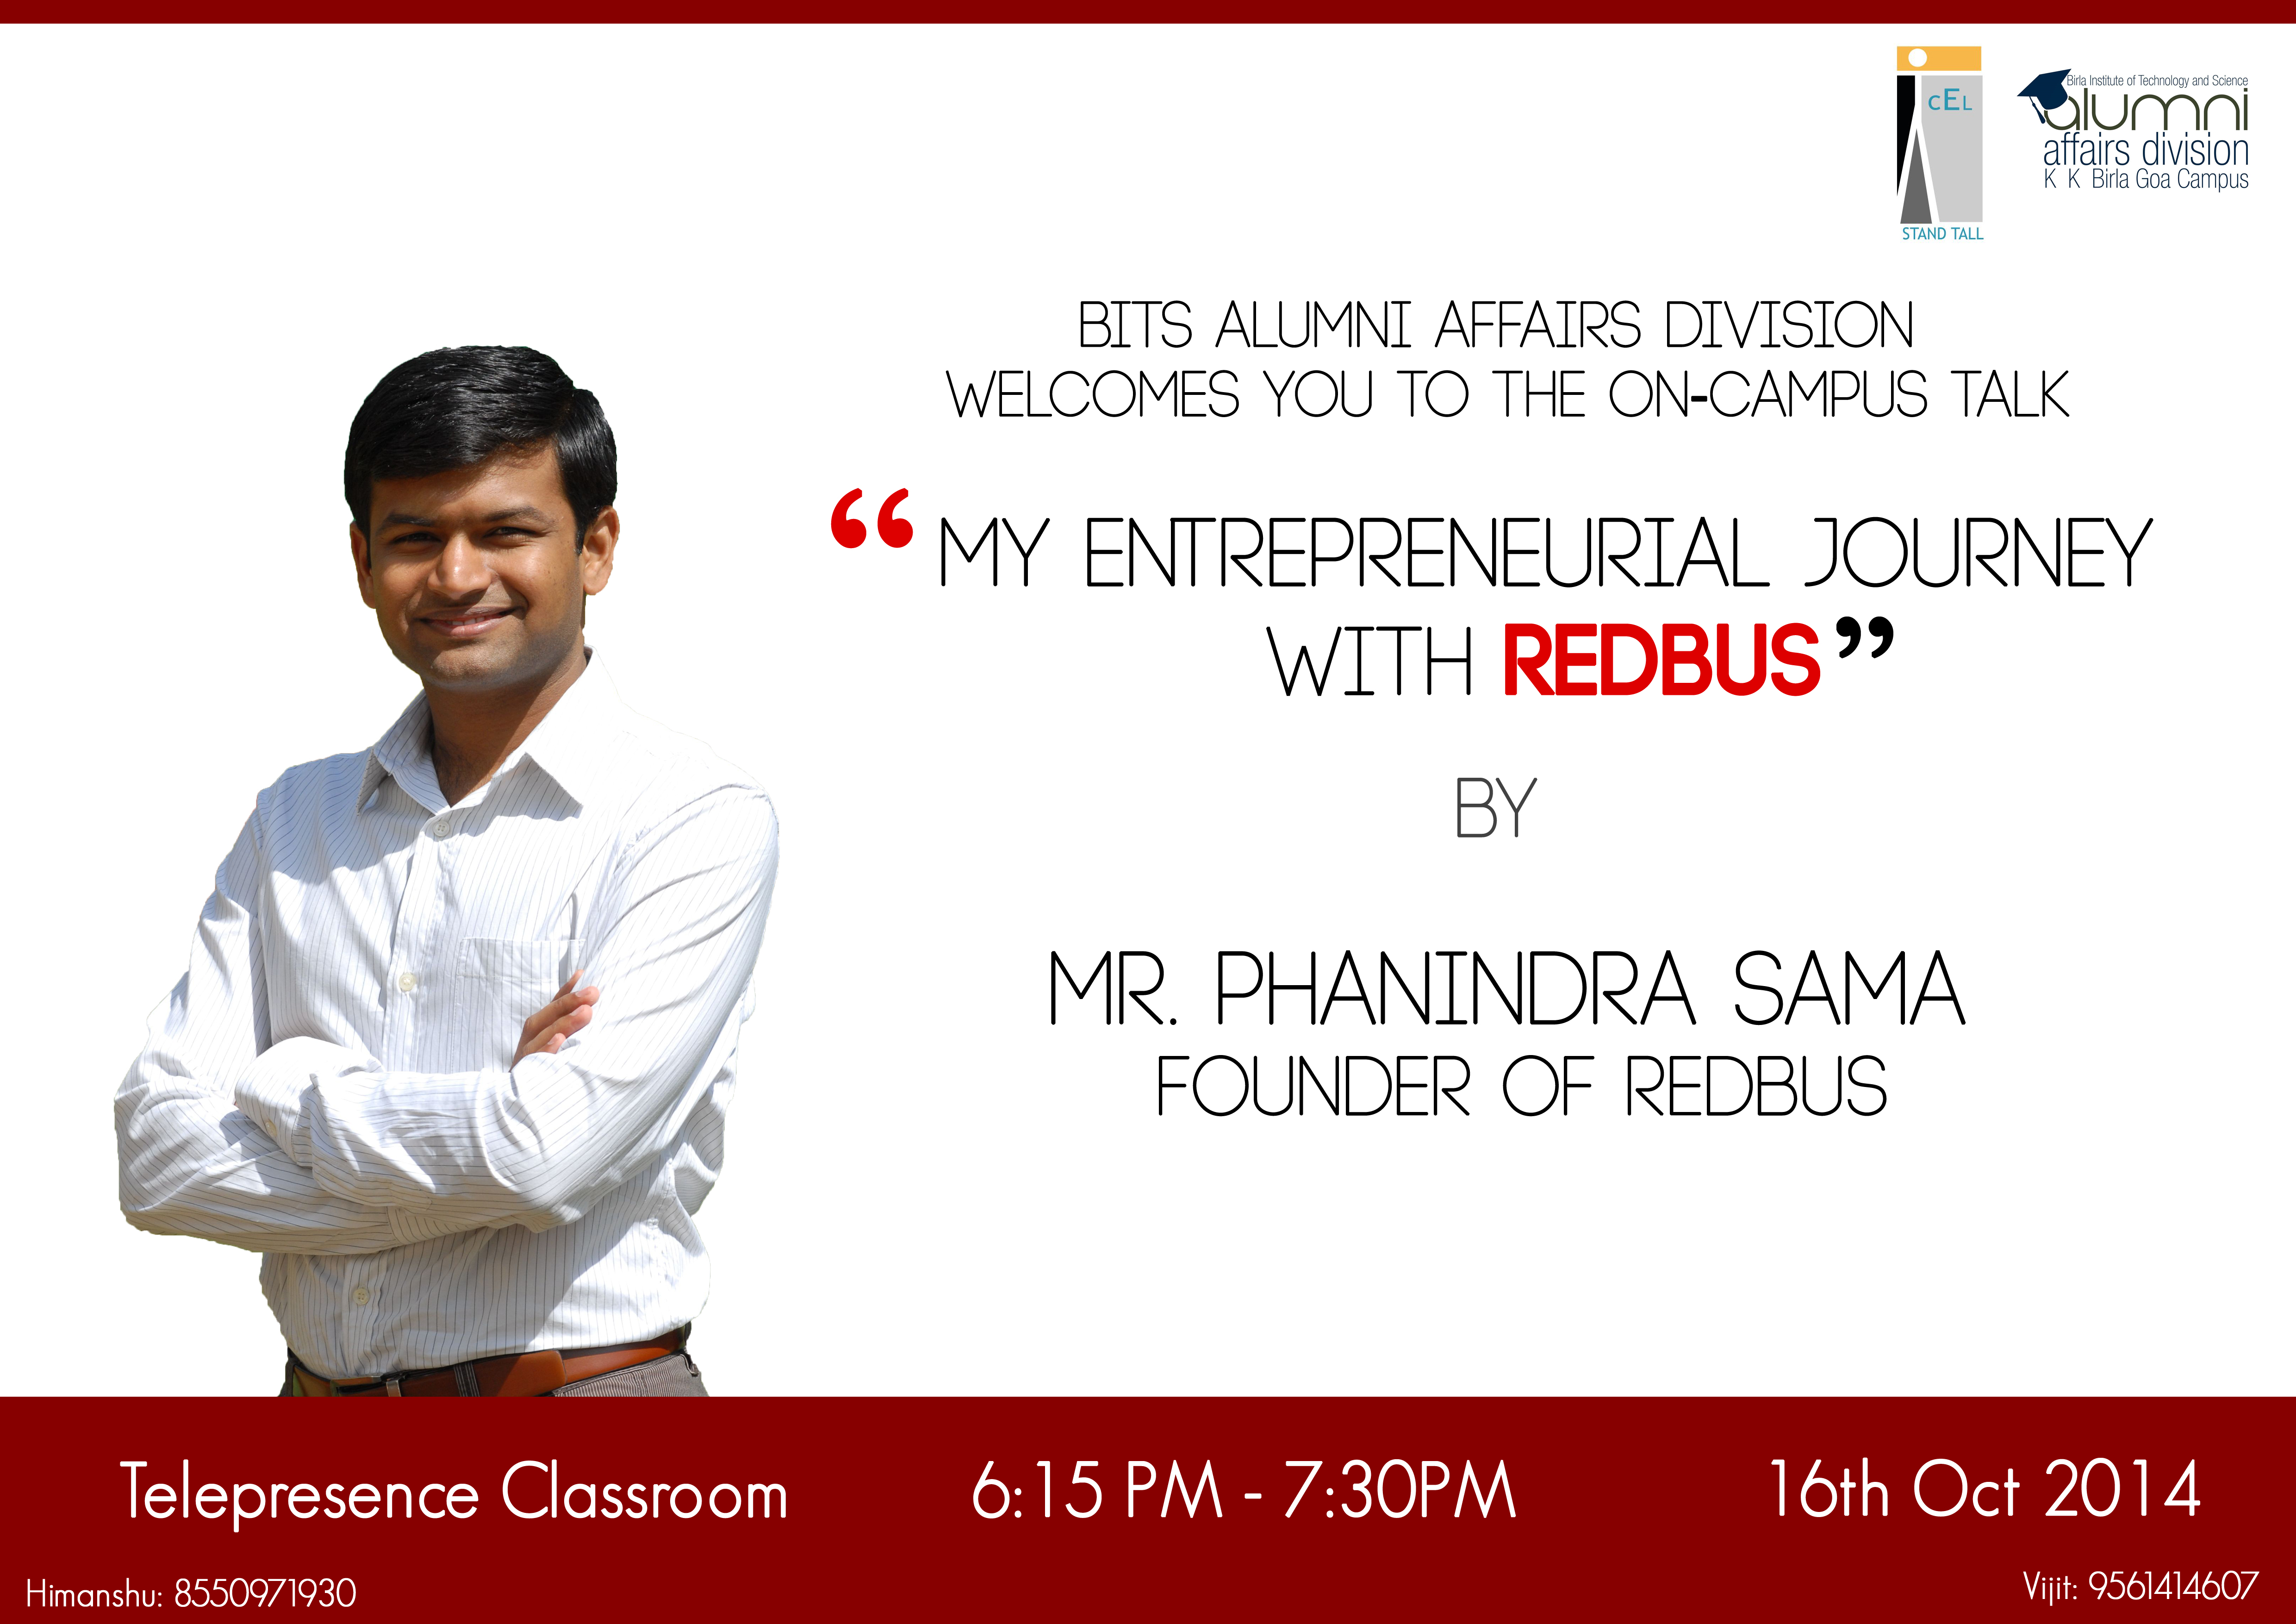 CEL
STAND TALL
Birla Institute of Technology and Science
alumni
affairs division
K K Birla Goa Campus
BITS ALUMNI AFFAIRS DIVISION
WELCOMES YOU TO THE ON-CAMPUS TALK
“ MY ENTREPRENEURIAL JOURNEY
WITH REDBUS ”
BY
MR. PHANINDRA SAMA
FOUNDER OF REDBUS
Telepresence Classroom 6:15 PM - 7:30PM 16th Oct 2014
Himanshu: 8550971930 Vijit: 9561414607